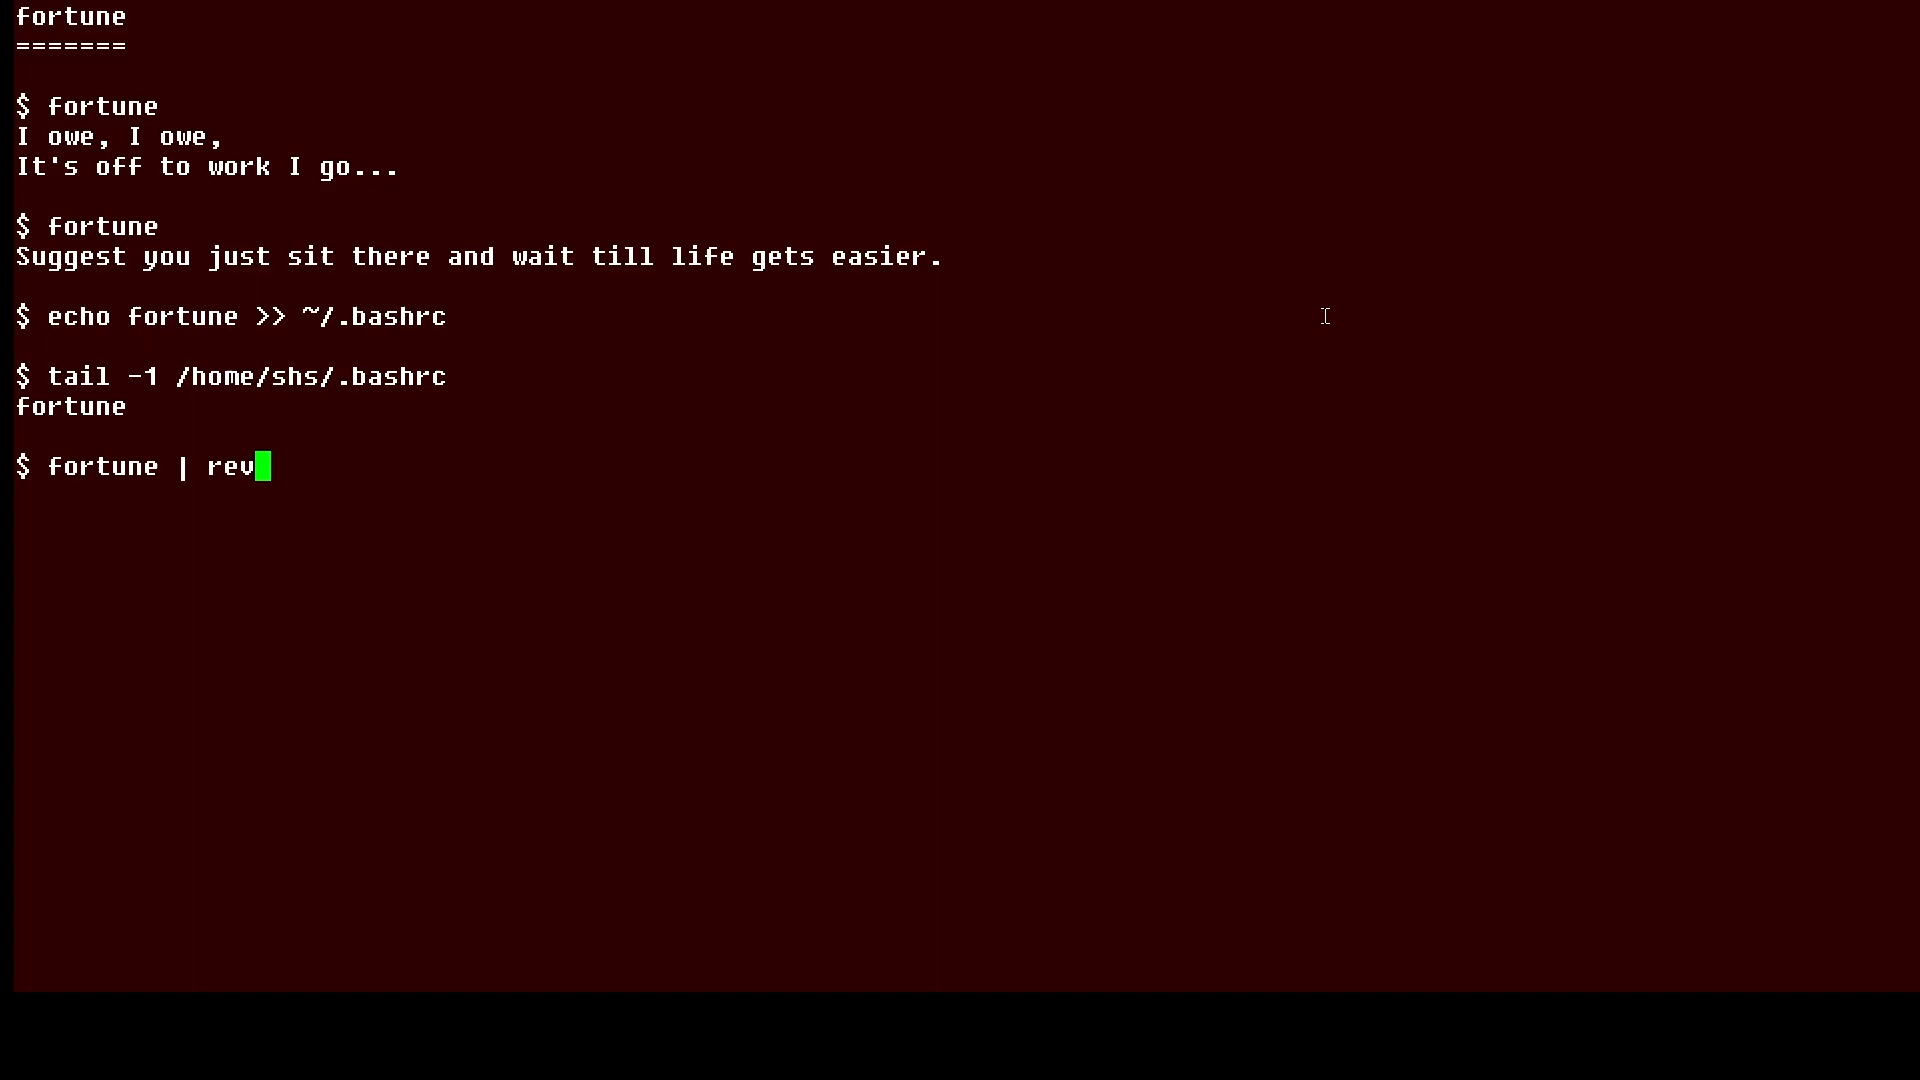 fortune
=======
$ fortune
I owe, I owe,
It's off to work I go...
$ fortune
Suggest you just sit there and wait till life gets easier.
$ echo fortune >> ~/.bashrc
$ tail -1 /home/shs/.bashrc
fortune
$ fortune | rev